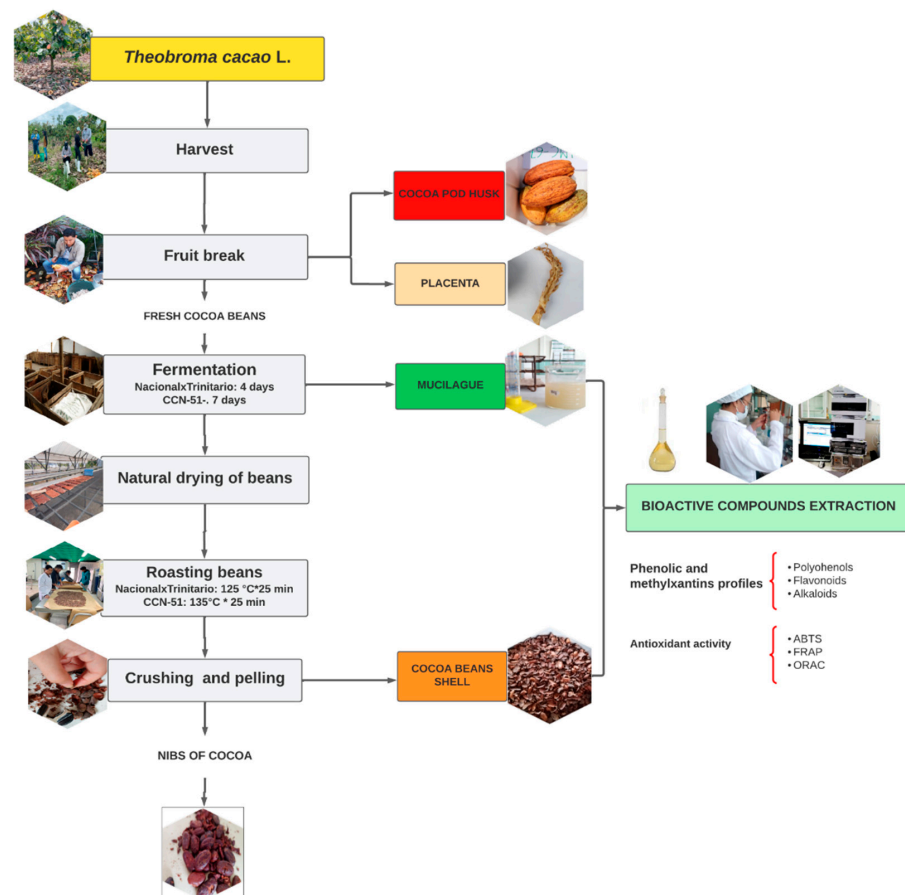 Theobroma cacao L.
Harvest
COCOA POD HUSK
Fruit break
PLACENTA
FRESH COCOA BEANS
Fermentation
NacionalxTrinitario: 4 days
CCN-51-. 7 days
MUCILAGUE
Natural drying of beans
BIOACTIVE COMPOUNDS EXTRACTION
Roasting beans
NacionalxTrinitario: 125 °C*25 min
CCN-51: 135°C * 25 min
Phenolic and
methylxantins profiles
• Polyohenols
• Flavonoids
• Alkaloids
Crushing and pelling
COCOA BEANS
SHELL
Antioxidant activity
• ABTS
• FRAP
• ORAC
NIBS OF COCOA